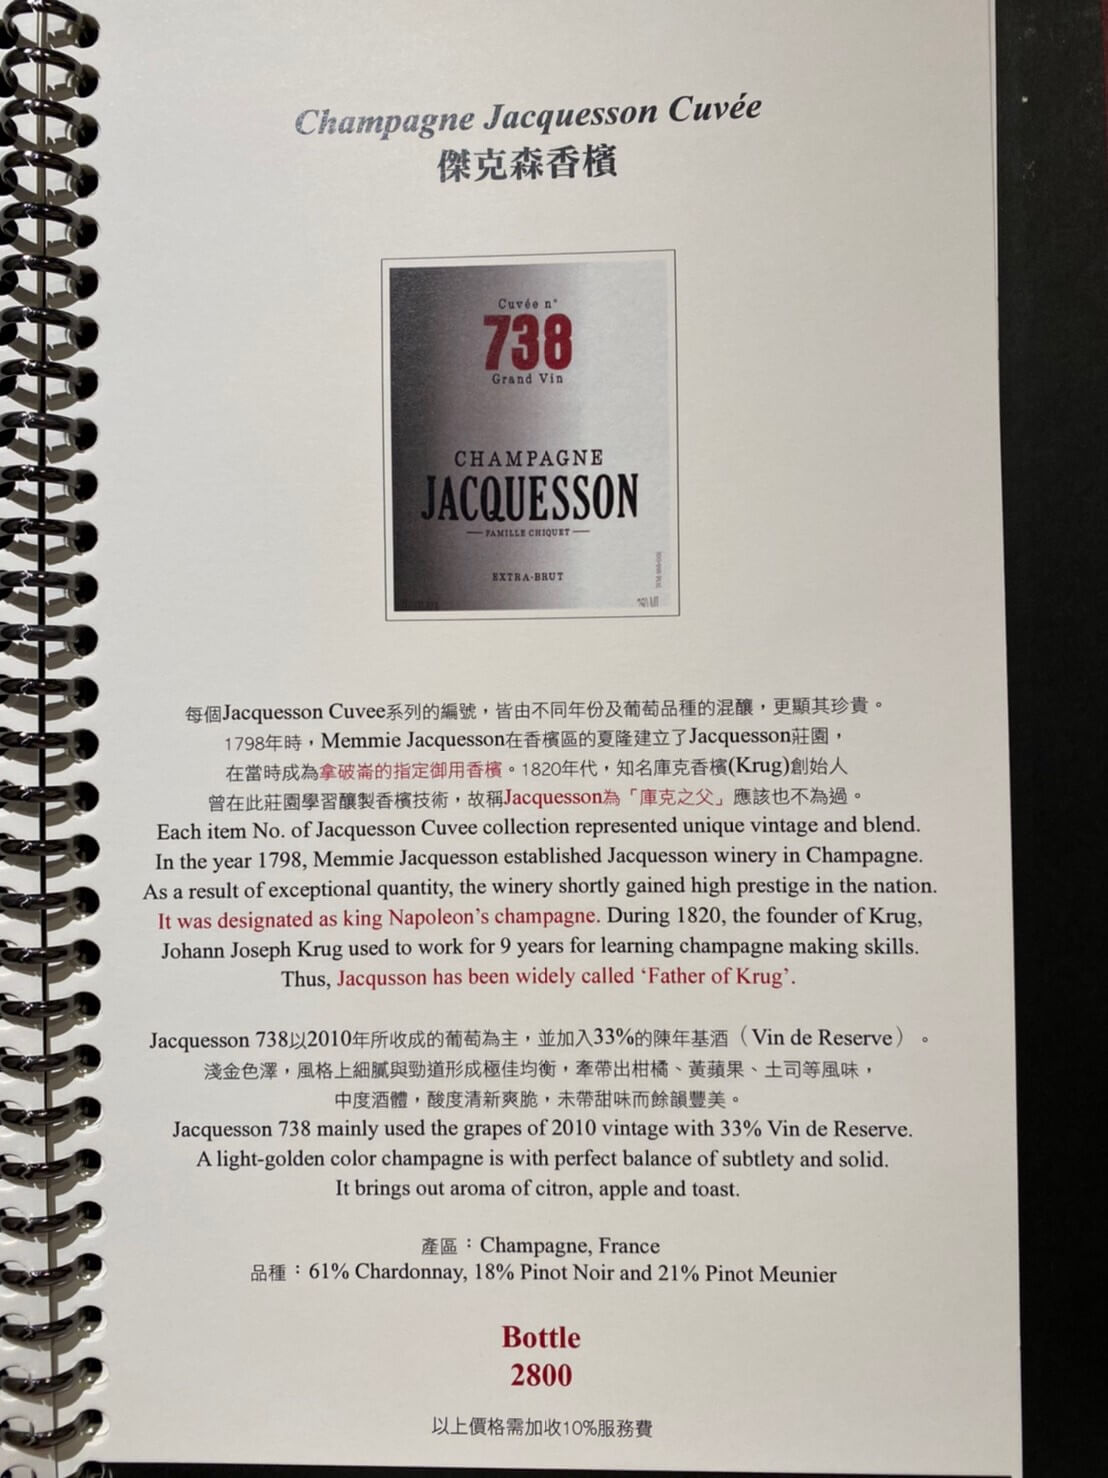 Champagne Jacquesson Cuvée
傑克森香檳
Cuvée n°
738
Grand Vin
CHAMPAGNE
JACQUESSON
FAMILLE CHIQUET
EXTRA-BRUT
每個Jacquesson Cuvee系列的編號，皆由不同年份及葡萄品種的混釀，更顯其珍貴。
1798年時，Memmie Jacquesson在香檳區的夏隆建立了Jacquesson莊園，
在當時成為拿破崙的指定御用香檳。1820年代，知名庫克香檳(Krug)創始人
曾在此莊園學習釀製香檳技術，故稱Jacquesson為「庫克之父」應該也不為過。
Each item No. of Jacquesson Cuvee collection represented unique vintage and blend.
In the year 1798, Memmie Jacquesson established Jacquesson winery in Champagne.
As a result of exceptional quantity, the winery shortly gained high prestige in the nation.
It was designated as king Napoleon's champagne. During 1820, the founder of Krug,
Johann Joseph Krug used to work for 9 years for learning champagne making skills.
Thus, Jacqusson has been widely called ‘Father of Krug’.
Jacquesson 738以2010年所收成的葡萄為主，並加入33%的陳年基酒（Vin de Reserve）。
淺金色澤，風格上細膩與勁道形成極佳均衡，牽帶出柑橘、黃蘋果、土司等風味，
中度酒體，酸度清新爽脆，未帶甜味而餘韻豐美。
Jacquesson 738 mainly used the grapes of 2010 vintage with 33% Vin de Reserve.
A light-golden color champagne is with perfect balance of subtlety and solid.
It brings out aroma of citron, apple and toast.
產區：Champagne, France
品種：61% Chardonnay, 18% Pinot Noir and 21% Pinot Meunier
Bottle
2800
以上價格需加收10%服務費